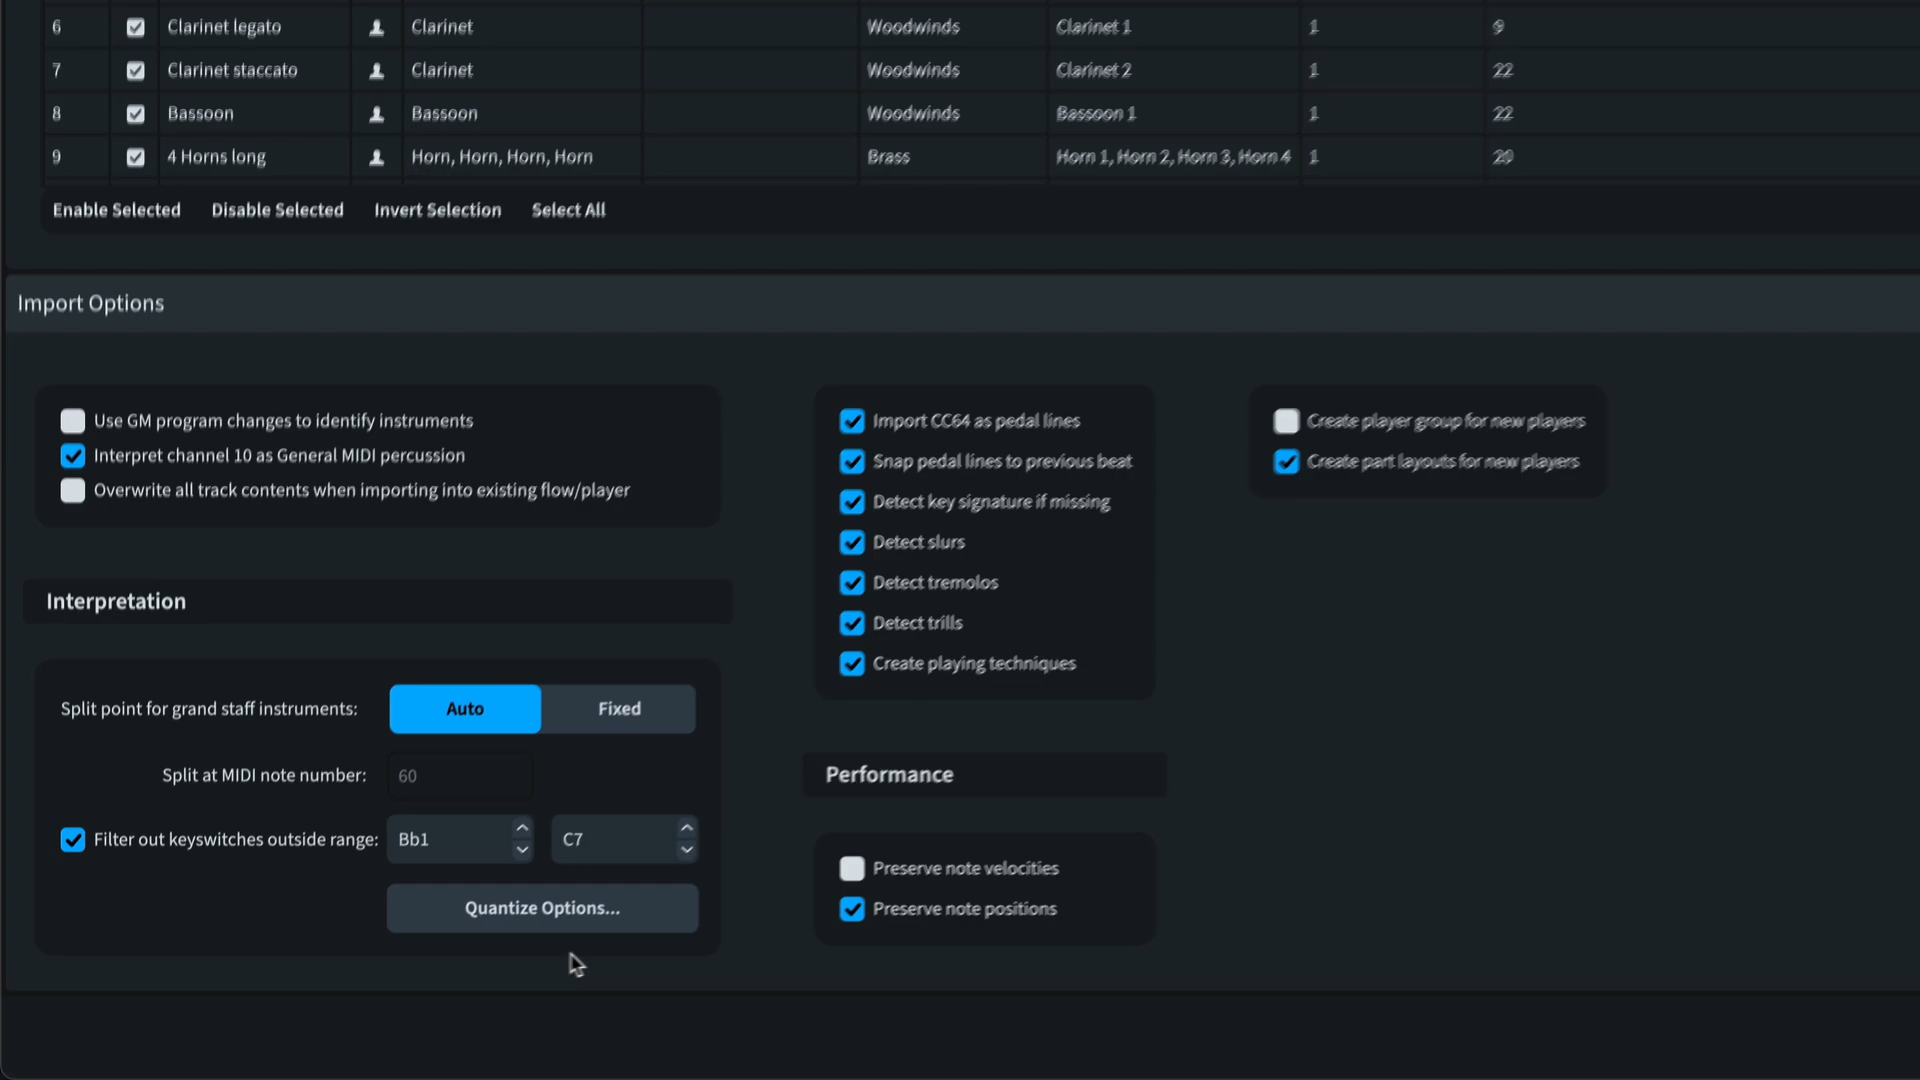 6 Clarinet legato Clarinet Woodwinds Clarinet 1 1 9
7 Clarinet staccato Clarinet Woodwinds Clarinet 2 1 22
8 Bassoon Bassoon Woodwinds Bassoon 1 1 22
9 4 Horns long Horn, Horn, Horn, Horn Brass Horn 1, Horn 2, Horn 3, Horn 4 1 20
Enable Selected Disable Selected Invert Selection Select All
Import Options
Use GM program changes to identify instruments
Interpret channel 10 as General MIDI percussion
Overwrite all track contents when importing into existing flow/player
Interpretation
Split point for grand staff instruments: Auto Fixed
Split at MIDI note number: 60
Filter out keyswitches outside range: Bb1 C7
Quantize Options...
Import CC64 as pedal lines
Snap pedal lines to previous beat
Detect key signature if missing
Detect slurs
Detect tremolos
Detect trills
Create playing techniques
Performance
Preserve note velocities
Preserve note positions
Create player group for new players
Create part layouts for new players